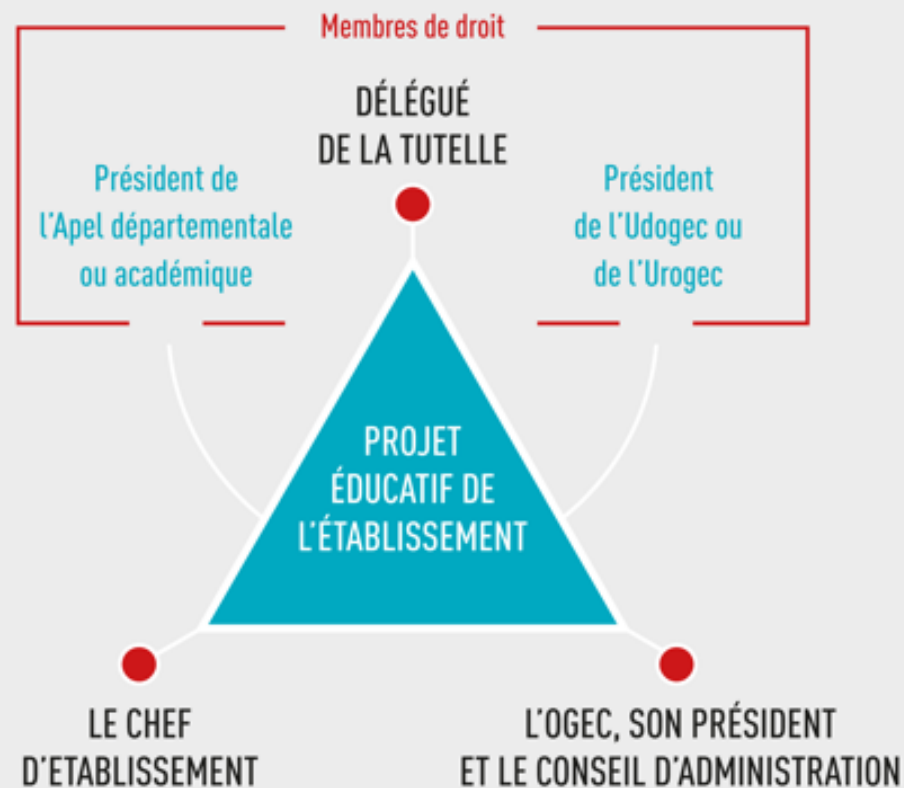 Membres de droit
DÉLÉGUÉ
DE LA TUTELLE
Président de
l'Apel départementale
ou académique
Président
de l'Udogec ou
de l'Urogec
PROJET
ÉDUCATIF DE
L'ÉTABLISSEMENT
LE CHEF
D'ETABLISSEMENT
L'OGEC, SON PRÉSIDENT
ET LE CONSEIL D'ADMINISTRATION